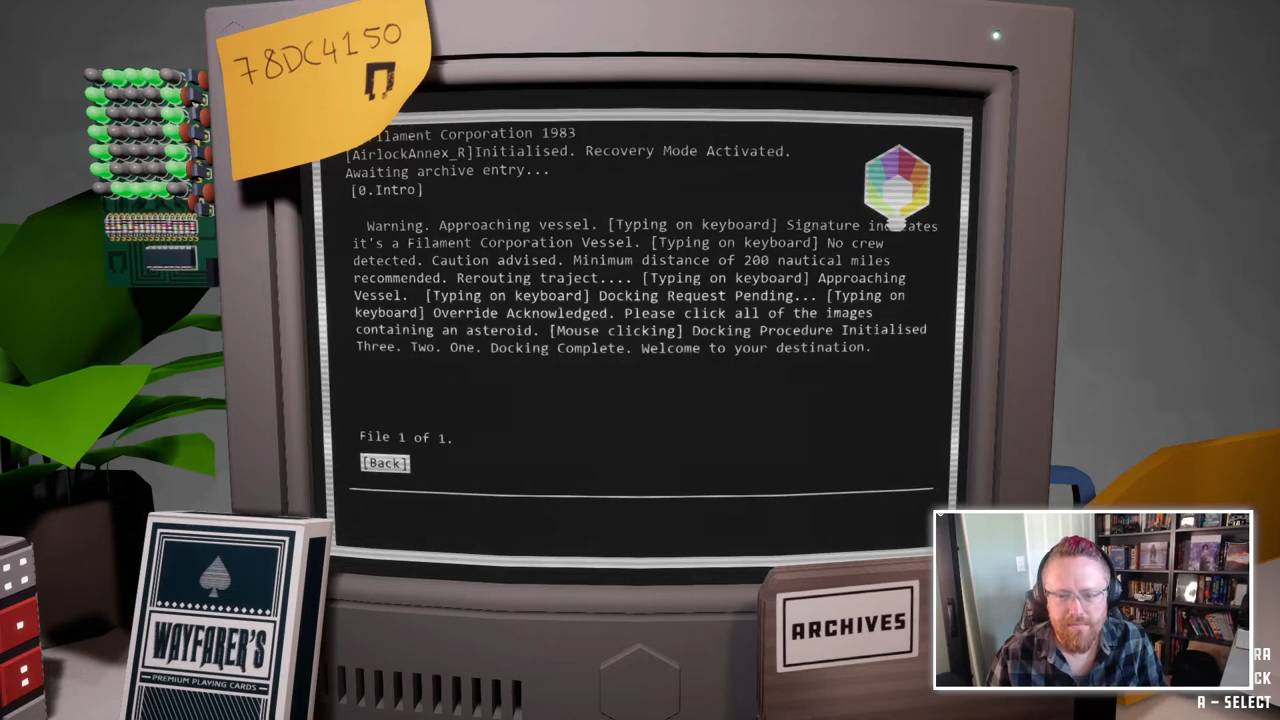 78DC4150
Filament Corporation 1983
[AirlockAnnex_R]Initialised. Recovery Mode Activated.
Awaiting archive entry...
[0.Intro]
Warning. Approaching vessel. [Typing on keyboard] Signature indicates
it's a Filament Corporation Vessel. [Typing on keyboard] No crew
detected. Caution advised. Minimum distance of 200 nautical miles
recommended. Rerouting traject.... [Typing on keyboard] Approaching
Vessel. [Typing on keyboard] Docking Request Pending... [Typing on
keyboard] Override Acknowledged. Please click all of the images
containing an asteroid. [Mouse clicking] Docking Procedure Initialised
Three. Two. One. Docking Complete. Welcome to your destination.
File 1 of 1.
[Back]
WAYFARER'S
PREMIUM PLAYING CARDS
ARCHIVES
RA
CK
A - SELECT